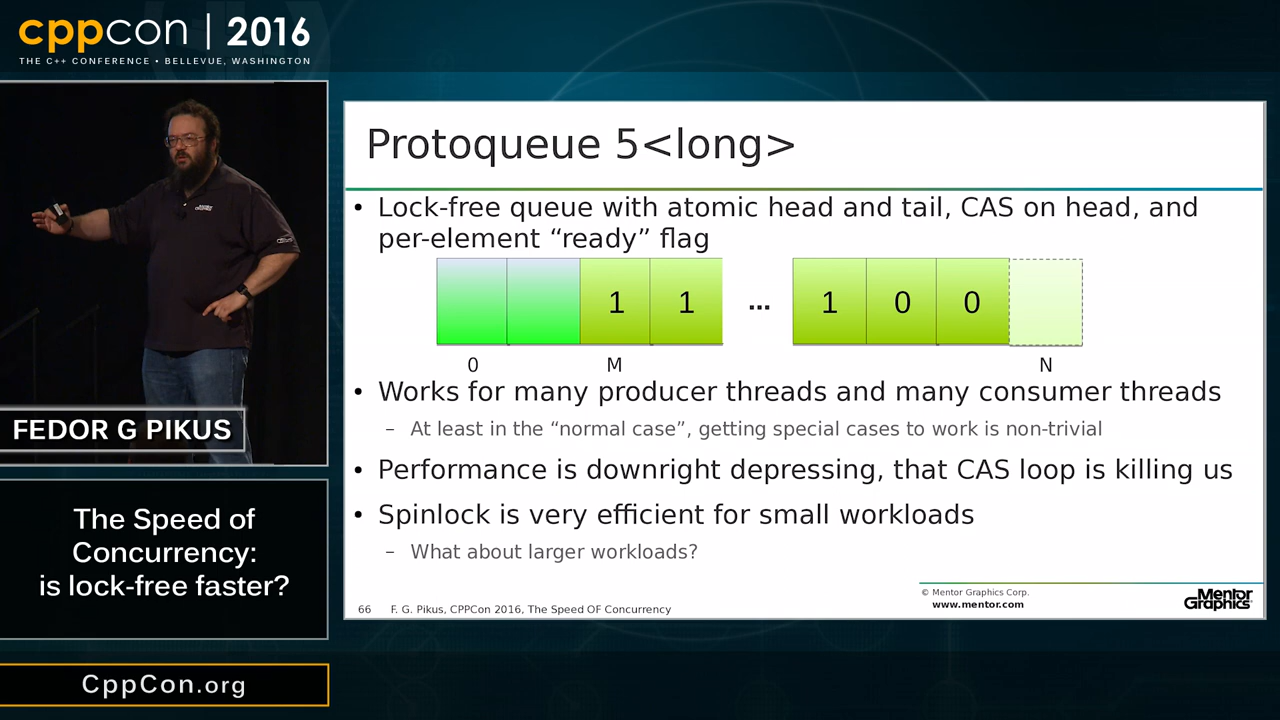 cppcon | 2016
THE C++ CONFERENCE • BELLEVUE, WASHINGTON
FEDOR G PIKUS
The Speed of
Concurrency:
is lock-free faster?
CppCon.org
Protoqueue 5<long>
• Lock-free queue with atomic head and tail, CAS on head, and
per-element “ready” flag
1 1 ... 1 0 0
0 M N
• Works for many producer threads and many consumer threads
– At least in the “normal case”, getting special cases to work is non-trivial
• Performance is downright depressing, that CAS loop is killing us
• Spinlock is very efficient for small workloads
– What about larger workloads?
66 F. G. Pikus, CPPCon 2016, The Speed OF Concurrency
© Mentor Graphics Corp.
www.mentor.com
Mentor
Graphics